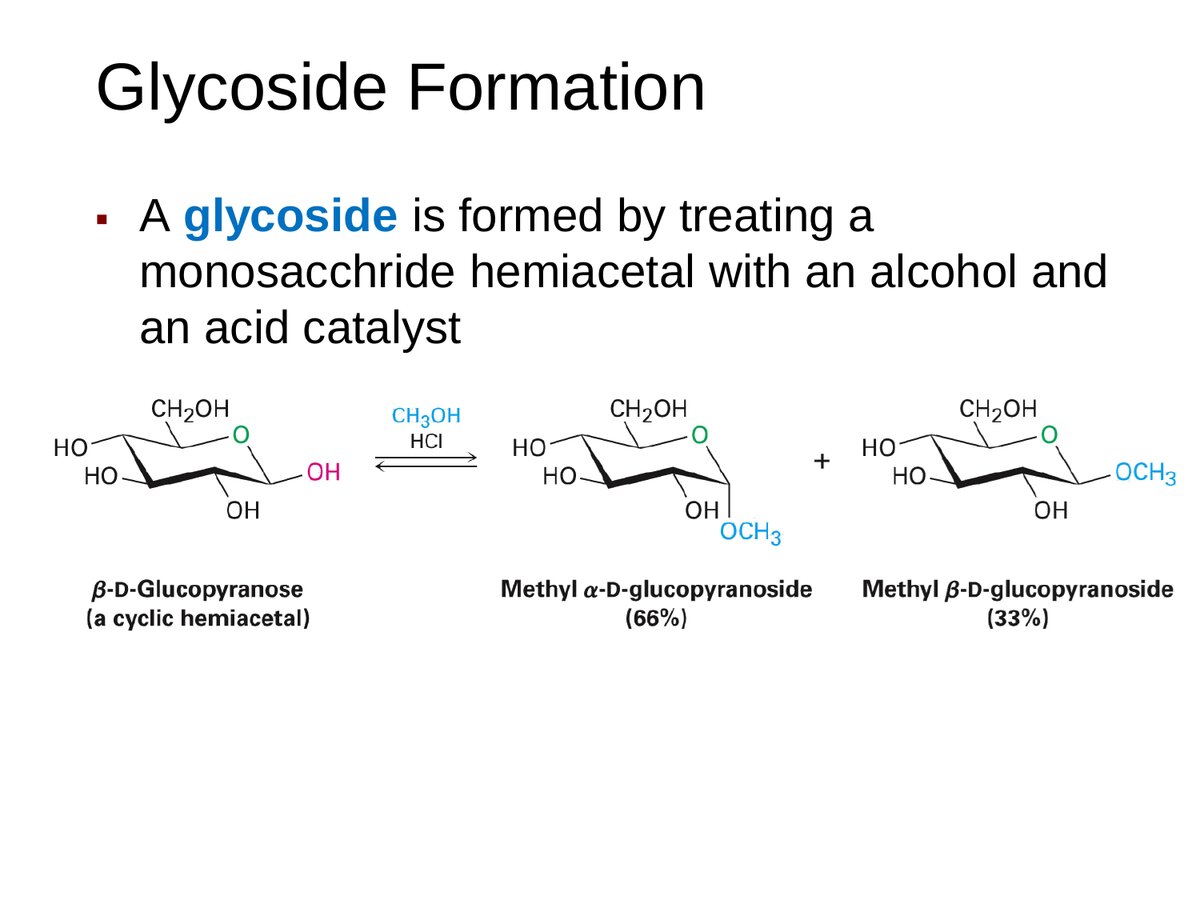 Glycoside Formation
▪ A glycoside is formed by treating a
monosacchride hemiacetal with an alcohol and
an acid catalyst
CH₂OH
O
HO
HO
OH
OH
CH₃OH
HCl
CH₂OH
O
HO
HO
OH
OCH₃
+
CH₂OH
O
HO
HO
OCH₃
OH
β-D-Glucopyranose
(a cyclic hemiacetal)
Methyl α-D-glucopyranoside
(66%)
Methyl β-D-glucopyranoside
(33%)